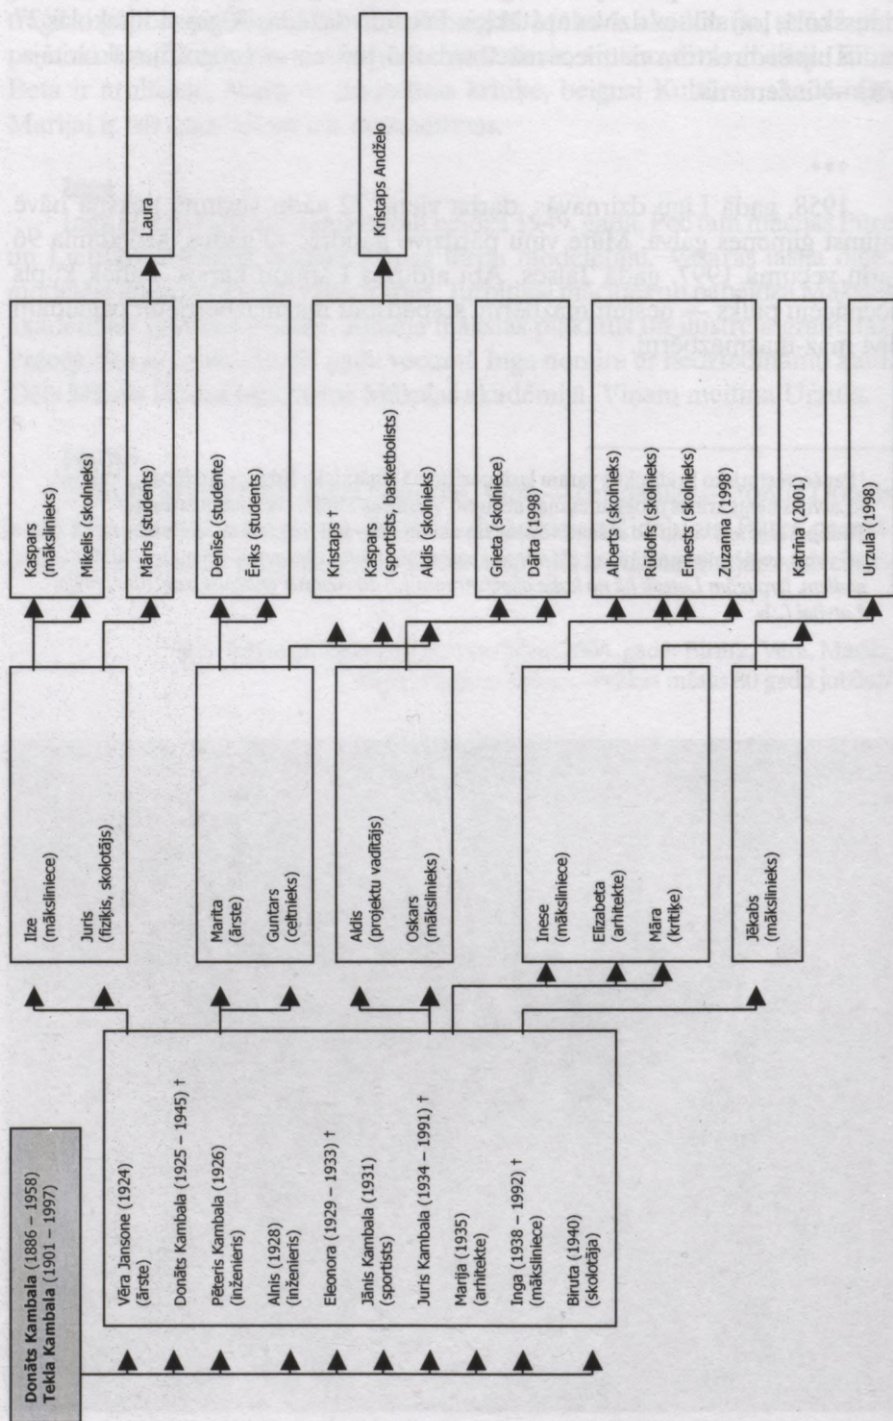 Donāts Kambala (1886 – 1958)
Tekla Kambala (1901 – 1997)
Vēra Jansone (1924)
(ārste)
Donāts Kambala (1925 – 1945) †
Pēteris Kambala (1926)
(inženieris)
Alnis (1928)
(inženieris)
Eleonora (1929 – 1933) †
Jānis Kambala (1931)
(sportists)
Juris Kambala (1934 – 1991) †
Marija (1935)
(arhitekte)
Inga (1938 – 1992) †
(māksliniece)
Biruta (1940)
(skolotāja)
Ilze
(māksliniece)
Juris
(fiziķis, skolotājs)
Marita
(ārste)
Guntars
(celtnieks)
Aldis
(projektu vadītājs)
Oskars
(mākslinieks)
Inese
(māksliniece)
Elizabeta
(arhitekte)
Māra
(kritiķe)
Jēkabs
(mākslinieks)
Kaspars
(mākslinieks)
Miķelis (skolnieks)
Māris (students)
Denīse (studente)
Ēriks (students)
Kristaps †
Kaspars
(sportists, basketbolists)
Aldis (skolnieks)
Grieta (skolniece)
Dārta (1998)
Alberts (skolnieks)
Rūdolfs (skolnieks)
Ernests (skolnieks)
Zuzanna (1998)
Katrīna (2001)
Urzula (1998)
Laura
Kristaps Andželo